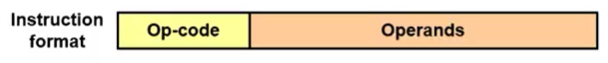 Instruction
format
Op-code
Operands